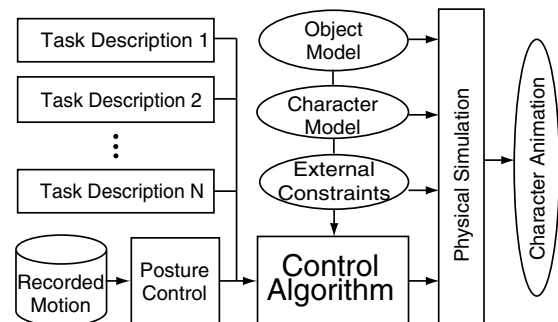 Task Description 1
Task Description 2
Task Description N
Recorded
Motion
Posture
Control
Object
Model
Character
Model
External
Constraints
Control
Algorithm
Physical Simulation
Character Animation